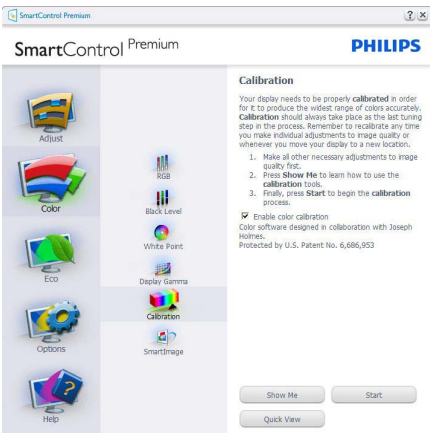 SmartControl Premium
SmartControl Premium
PHILIPS
Adjust
Color
Eco
Options
Help
RGB
Black Level
White Point
Display Gamma
Calibration
SmartImage
Calibration
Your display needs to be properly calibrated in order
for it to produce the widest range of colors accurately.
Calibration should always take place as the last tuning
step in the process. Remember to recalibrate any time
you make individual adjustments to image quality or
whenever you move your display to a new location.
1. Make all other necessary adjustments to image
quality first.
2. Press Show Me to learn how to use the
calibration tools.
3. Finally, press Start to begin the calibration
process.
Enable color calibration
Color software designed in collaboration with Joseph
Holmes.
Protected by U.S. Patent No. 6,686,953
Show Me
Start
Quick View